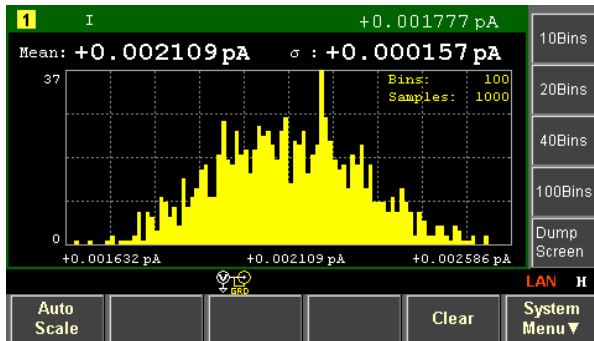 1 I +0.001777 pA
Mean: +0.002109 pA σ : +0.000157 pA
37
Bins: 100
Samples: 1000
0
+0.001632 pA +0.002109 pA +0.002586 pA
10Bins
20Bins
40Bins
100Bins
Dump
Screen
V I
GRD
LAN H
Auto
Scale
Clear
System
Menu▼